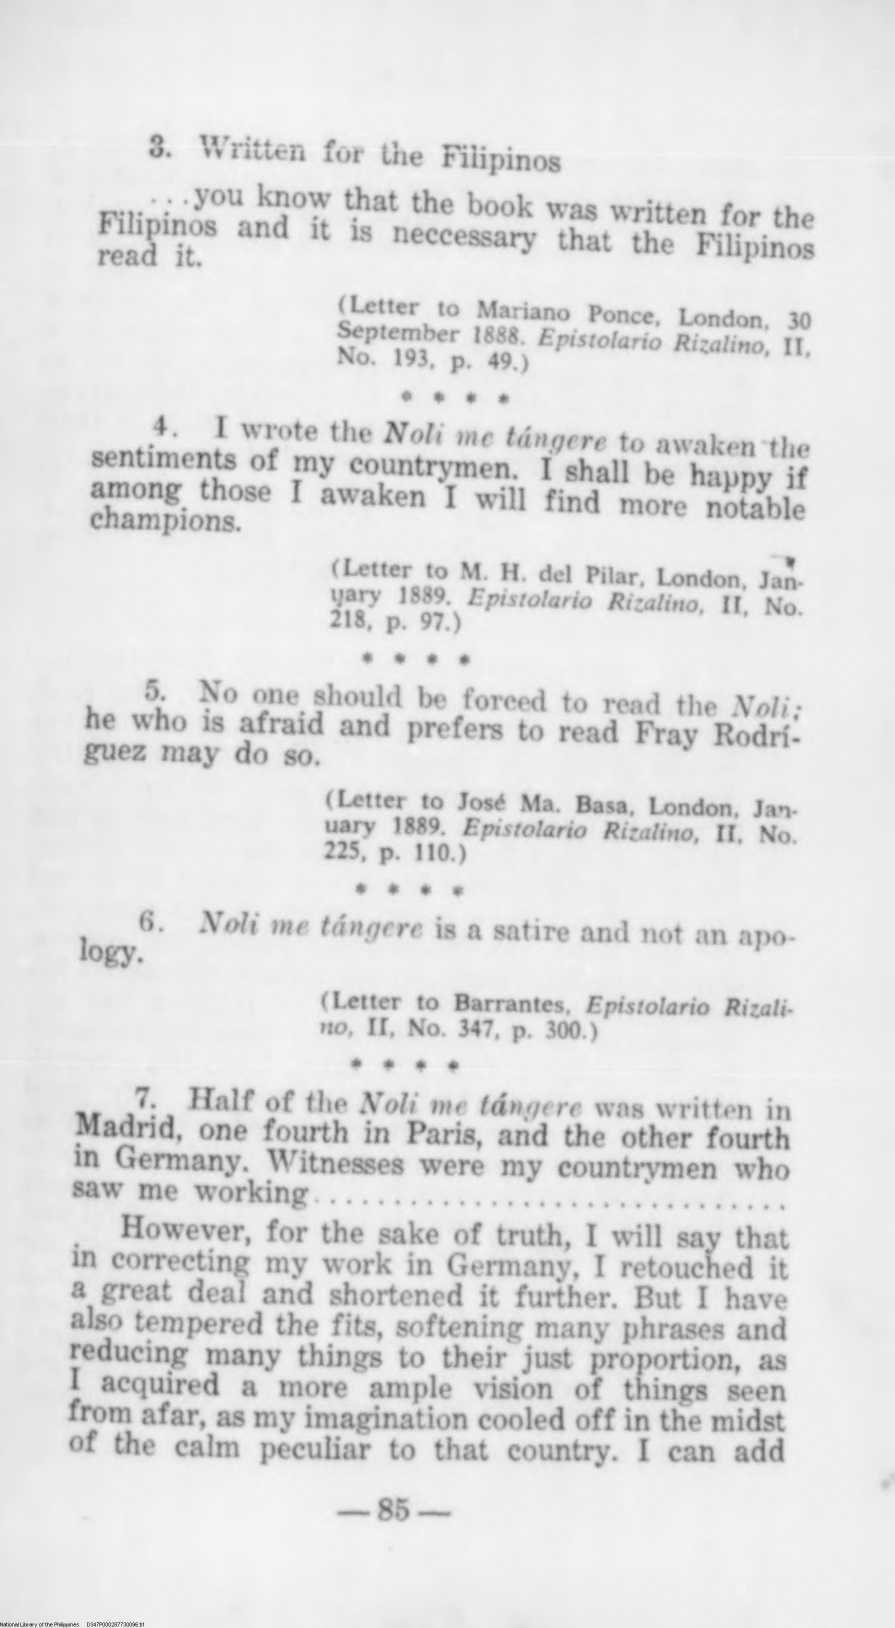 3. Written for the Filipinos
...you know that the book was written for the
Filipinos and it is neccessary that the Filipinos
read it.
(Letter to Mariano Ponce, London, 30
September 1888. Epistolario Rizalino, II,
No. 193, p. 49.)
* * * *
4. I wrote the Noli me tángere to awaken the
sentiments of my countrymen. I shall be happy if
among those I awaken I will find more notable
champions.
(Letter to M. H. del Pilar, London, Jan-
uary 1889. Epistolario Rizalino, II, No.
218, p. 97.)
* * * *
5. No one should be forced to read the Noli;
he who is afraid and prefers to read Fray Rodrí-
guez may do so.
(Letter to José Ma. Basa, London, Jan-
uary 1889. Epistolario Rizalino, II, No.
225, p. 110.)
* * * *
6. Noli me tángere is a satire and not an apo-
logy.
(Letter to Barrantes, Epistolario Rizali-
no, II, No. 347, p. 300.)
* * * *
7. Half of the Noli me tángere was written in
Madrid, one fourth in Paris, and the other fourth
in Germany. Witnesses were my countrymen who
saw me working..............................
However, for the sake of truth, I will say that
in correcting my work in Germany, I retouched it
a great deal and shortened it further. But I have
also tempered the fits, softening many phrases and
reducing many things to their just proportion, as
I acquired a more ample vision of things seen
from afar, as my imagination cooled off in the midst
of the calm peculiar to that country. I can add
— 85 —
National Library of the Philippines DS47P000287730096.tif